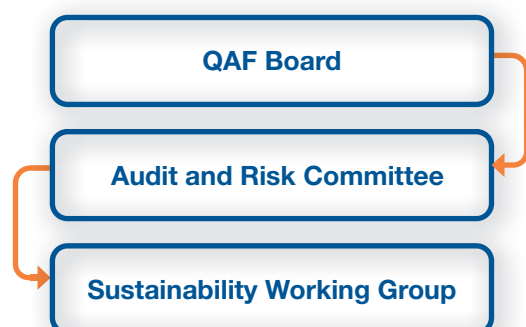 QAF Board
Audit and Risk Committee
Sustainability Working Group